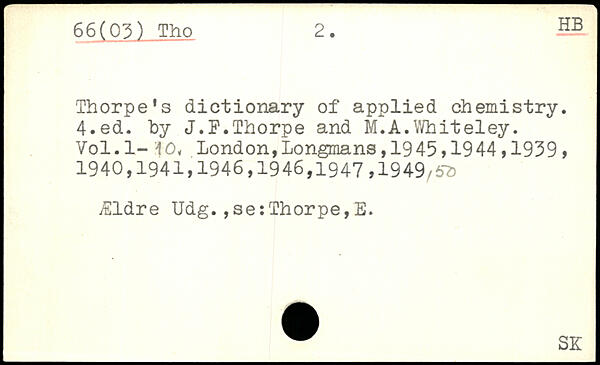 66(03) Tho 2. HB
Thorpe's dictionary of applied chemistry.
4.ed. by J.F.Thorpe and M.A.Whiteley.
Vol.1-10. London,Longmans,1945,1944,1939,
1940,1941,1946,1946,1947,1949,50
Ældre Udg.,se:Thorpe,E.
SK